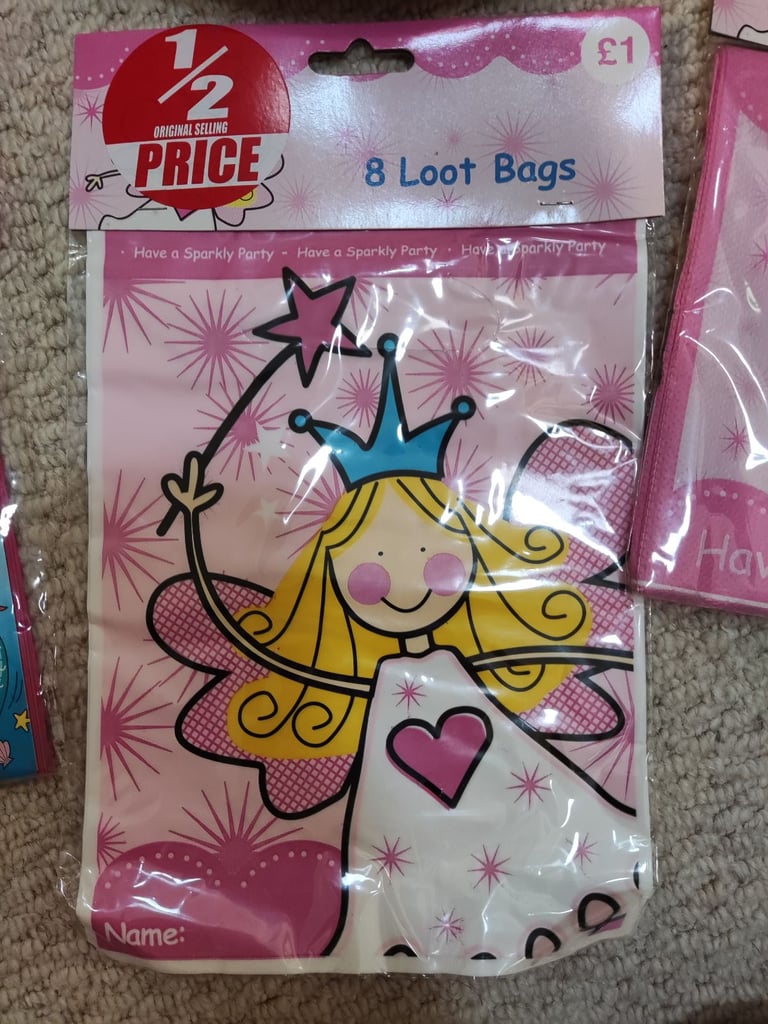 1/2
ORIGINAL SELLING
PRICE
£1
8 Loot Bags
· Have a Sparkly Party - Have a Sparkly Party · Have a Sparkly Party
Hav
Name: